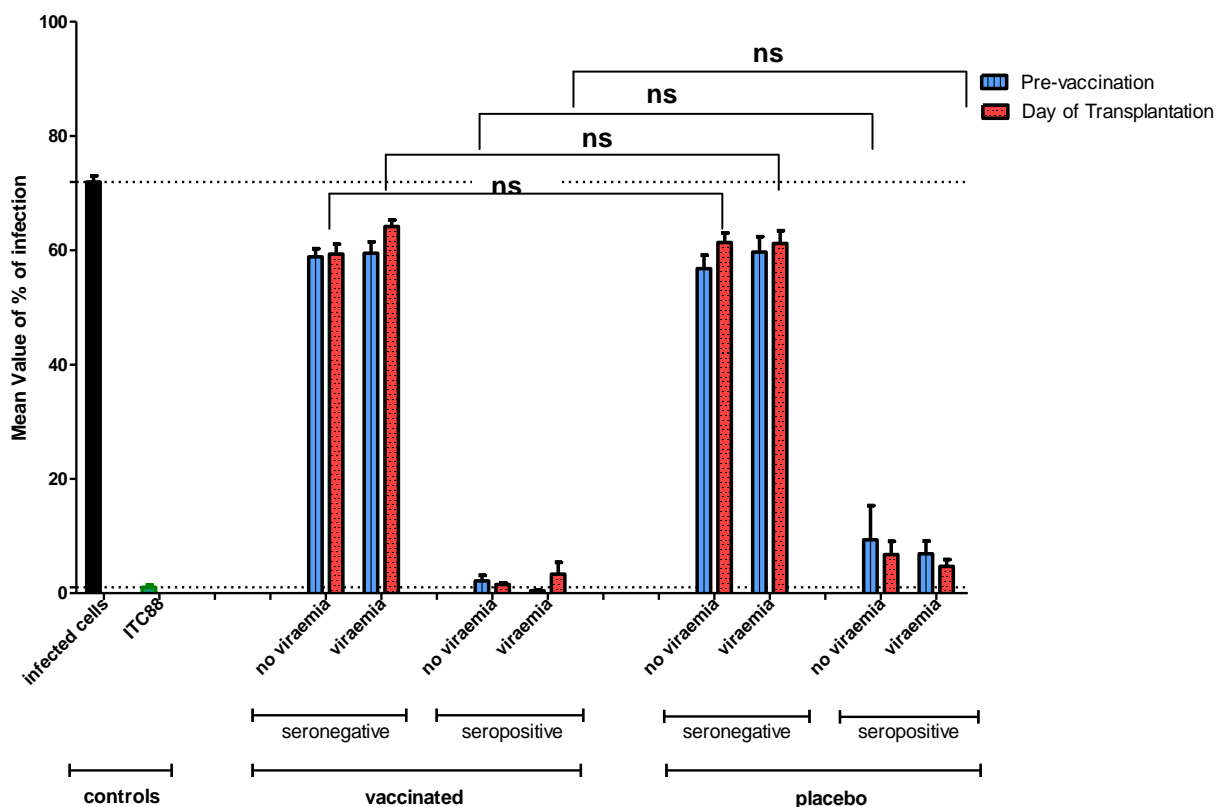 100
80
60
40
20
0
Mean Value of % of infection
ns
ns
ns
ns
Pre-vaccination
Day of Transplantation
infected cells
ITC88
no viraemia
viraemia
no viraemia
viraemia
no viraemia
viraemia
no viraemia
viraemia
seronegative
seropositive
seronegative
seropositive
controls
vaccinated
placebo